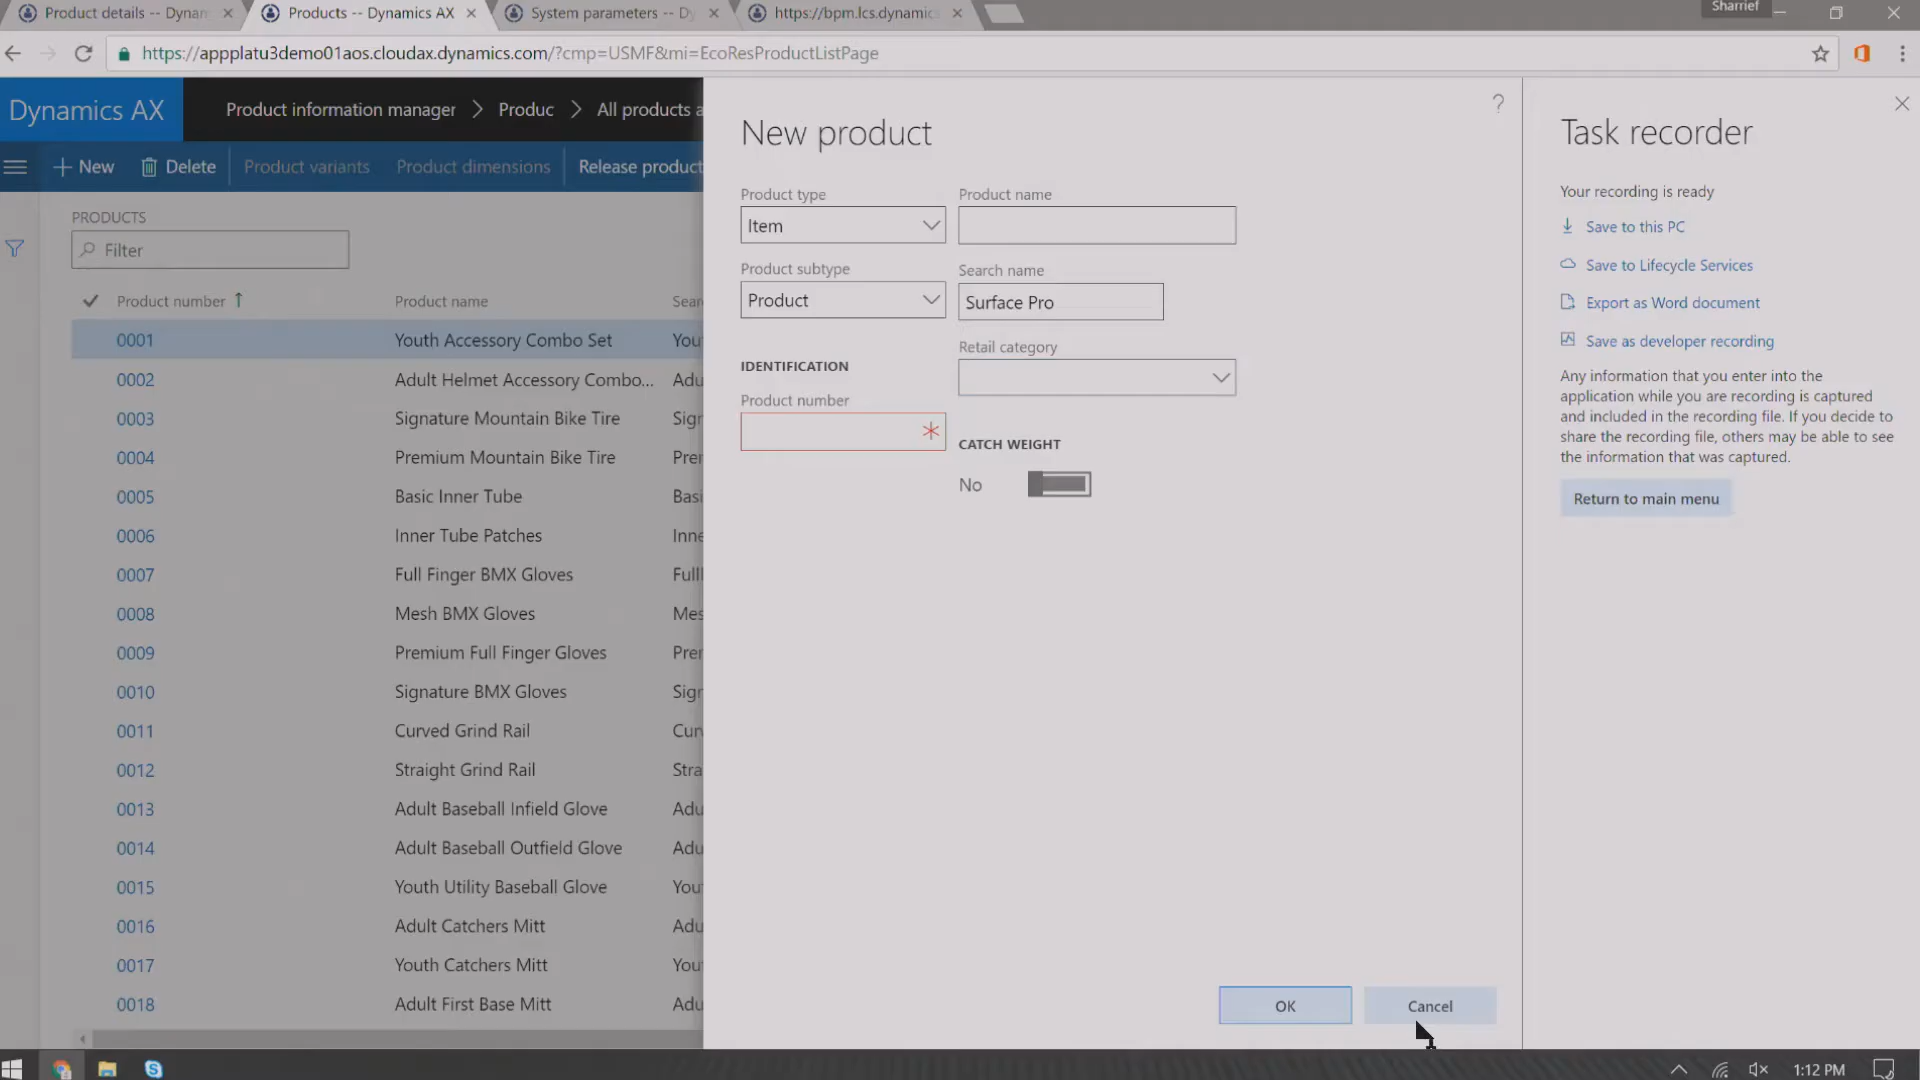 Product details -- Dynam
Products -- Dynamics AX
System parameters -- Dy
https://bpm.lcs.dynamics
Sharrief
https://appplatu3demo01aos.cloudax.dynamics.com/?cmp=USMF&mi=EcoResProductListPage
Dynamics AX
Product information manager > Produc > All products a
New
Delete
Product variants
Product dimensions
Release product
PRODUCTS
Filter
Product number ↑ Product name Sear
0001 Youth Accessory Combo Set You
0002 Adult Helmet Accessory Combo... Adu
0003 Signature Mountain Bike Tire Sign
0004 Premium Mountain Bike Tire Prer
0005 Basic Inner Tube Basi
0006 Inner Tube Patches Inne
0007 Full Finger BMX Gloves Fulll
0008 Mesh BMX Gloves Mes
0009 Premium Full Finger Gloves Prer
0010 Signature BMX Gloves Sign
0011 Curved Grind Rail Curv
0012 Straight Grind Rail Stra
0013 Adult Baseball Infield Glove Adu
0014 Adult Baseball Outfield Glove Adu
0015 Youth Utility Baseball Glove You
0016 Adult Catchers Mitt Adu
0017 Youth Catchers Mitt You
0018 Adult First Base Mitt Adu
?
New product
Product type
Item
Product name
Product subtype
Product
Search name
Surface Pro
Retail category
IDENTIFICATION
Product number
*
CATCH WEIGHT
No
OK
Cancel
Task recorder
Your recording is ready
Save to this PC
Save to Lifecycle Services
Export as Word document
Save as developer recording
Any information that you enter into the
application while you are recording is captured
and included in the recording file. If you decide to
share the recording file, others may be able to see
the information that was captured.
Return to main menu
1:12 PM